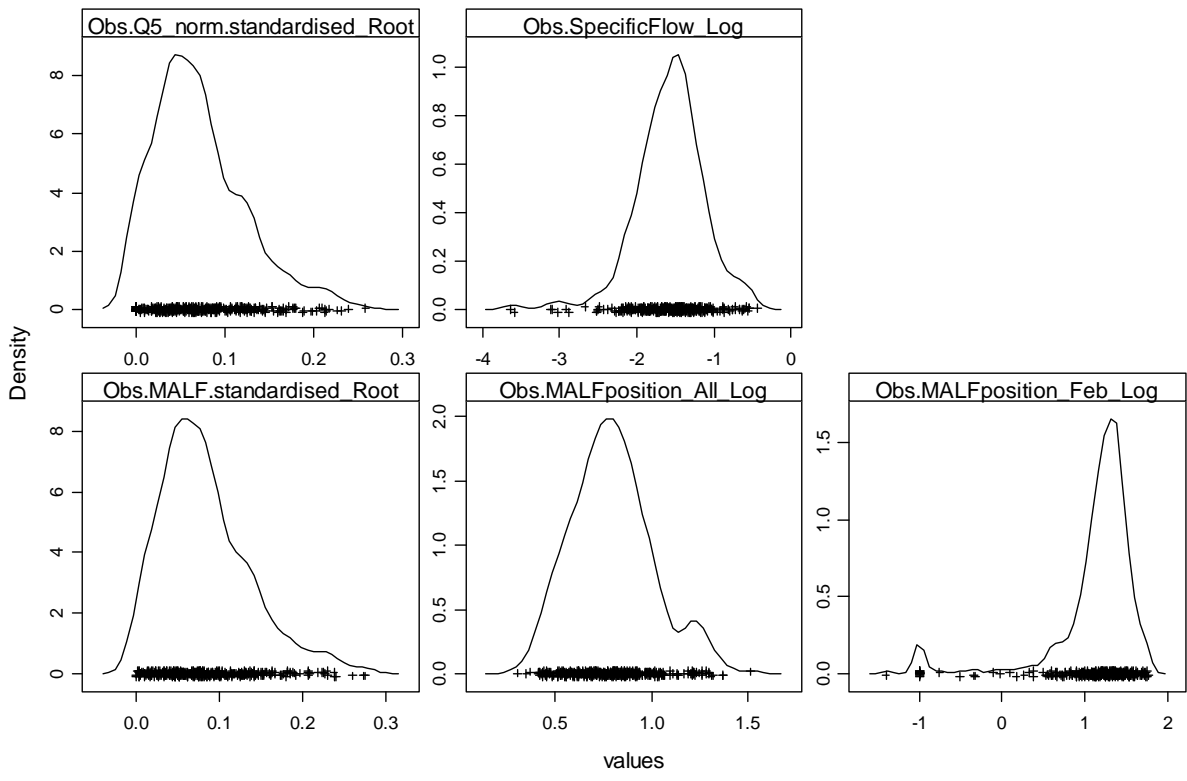 Obs.Q5_norm.standardised_Root
Obs.SpecificFlow_Log
0 2 4 6 8
0.0 0.2 0.4 0.6 0.8 1.0
0.0 0.1 0.2 0.3
-4 -3 -2 -1 0
Density
Obs.MALF.standardised_Root
Obs.MALFposition_All_Log
Obs.MALFposition_Feb_Log
0 2 4 6 8
0.0 0.5 1.0 1.5 2.0
0.0 0.5 1.0 1.5
0.0 0.1 0.2 0.3
0.5 1.0 1.5
-1 0 1 2
values